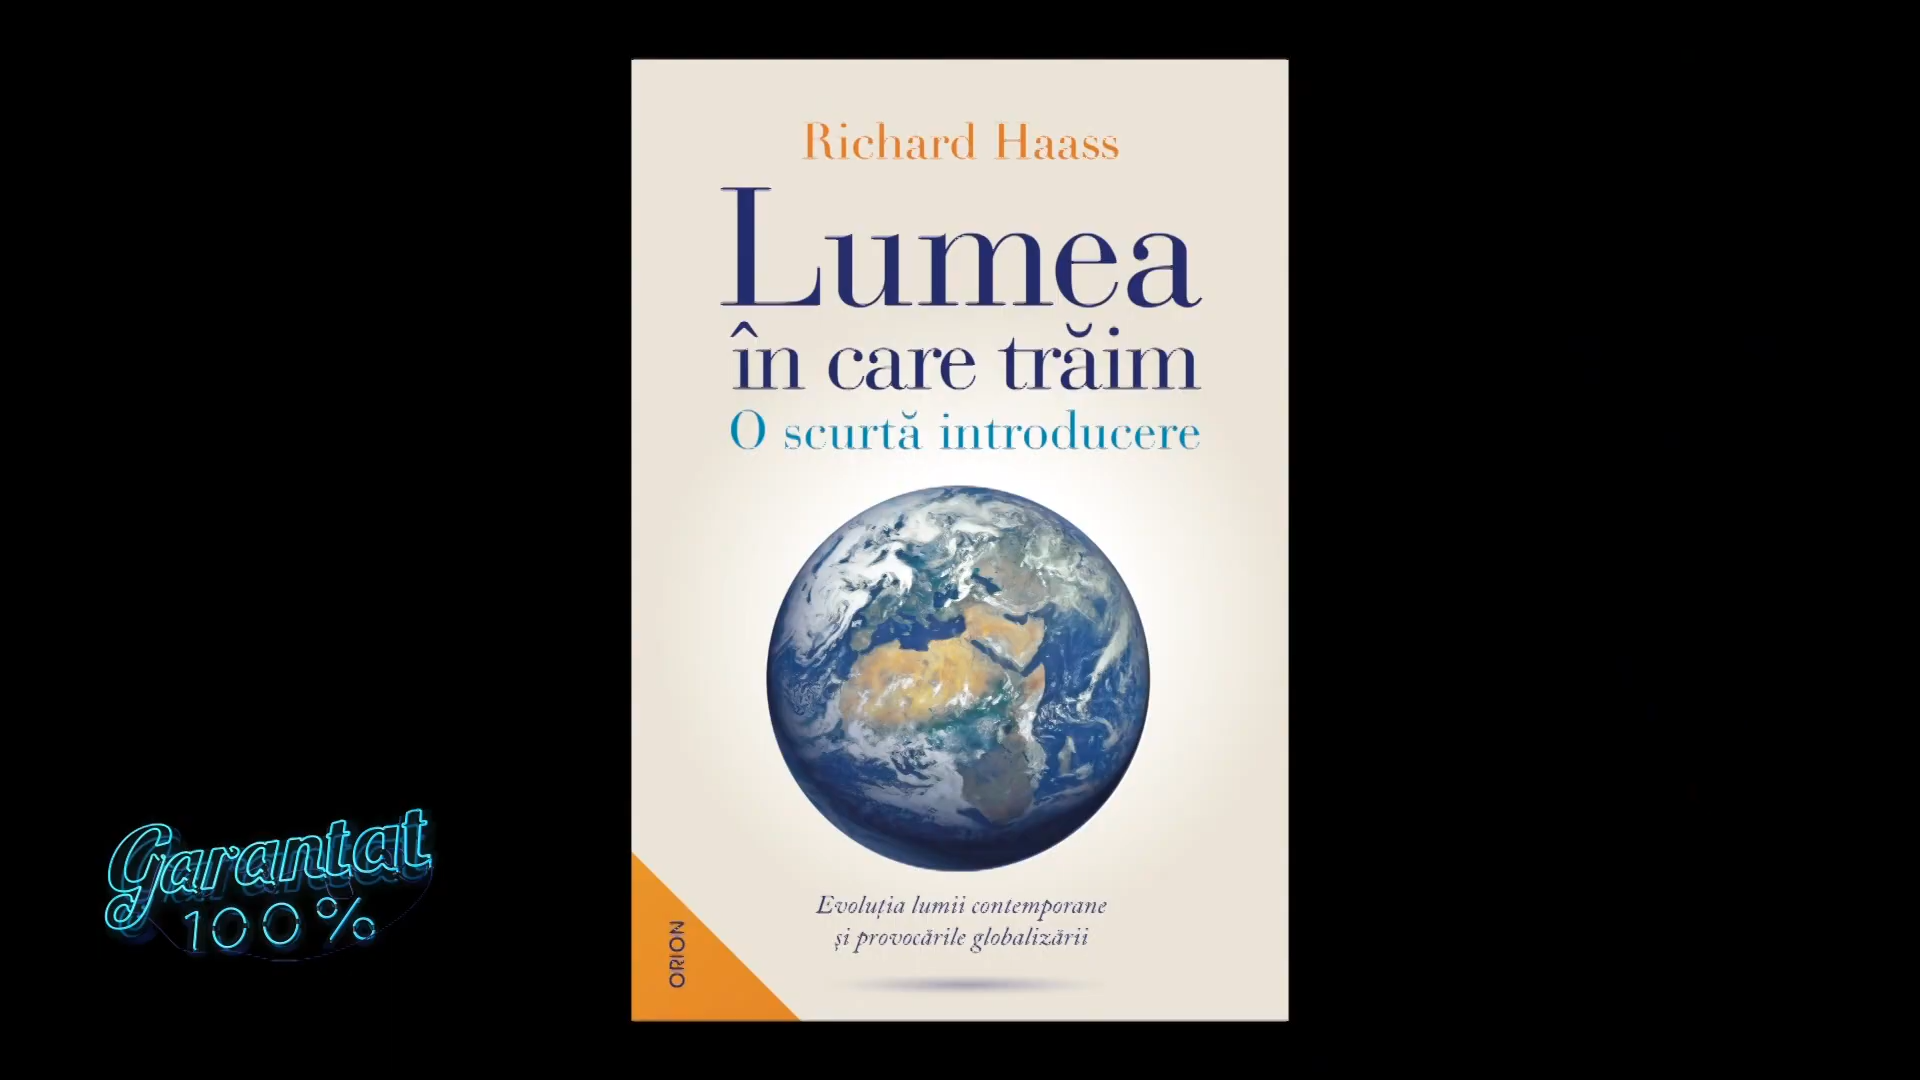 Richard Haass
Lumea
în care trăim
O scurtă introducere
Evoluția lumii contemporane
și provocările globalizării
ORION
Garantat
100%